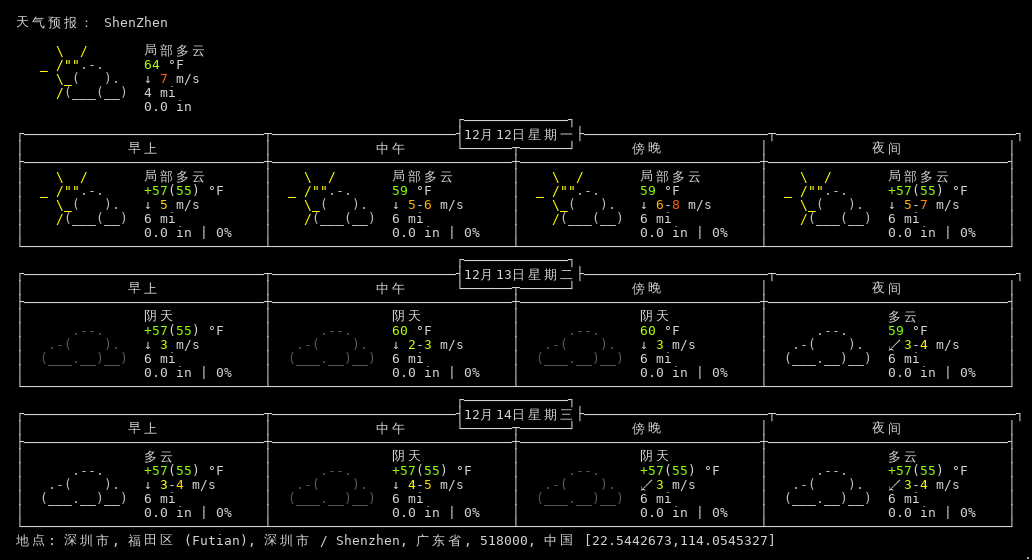 天气预报： ShenZhen
局部多云
64 °F
↓ 7 m/s
4 mi
0.0 in
12月12日星期一
早上 中午 傍晚 夜间
局部多云 局部多云 局部多云 局部多云
+57(55) °F 59 °F 59 °F +57(55) °F
↓ 5 m/s ↓ 5-6 m/s ↓ 6-8 m/s ↓ 5-7 m/s
6 mi 6 mi 6 mi 6 mi
0.0 in | 0% 0.0 in | 0% 0.0 in | 0% 0.0 in | 0%
12月13日星期二
早上 中午 傍晚 夜间
阴天 阴天 阴天 多云
+57(55) °F 60 °F 60 °F 59 °F
↓ 3 m/s ↓ 2-3 m/s ↓ 3 m/s ↙ 3-4 m/s
6 mi 6 mi 6 mi 6 mi
0.0 in | 0% 0.0 in | 0% 0.0 in | 0% 0.0 in | 0%
12月14日星期三
早上 中午 傍晚 夜间
多云 阴天 阴天 多云
+57(55) °F +57(55) °F +57(55) °F +57(55) °F
↓ 3-4 m/s ↓ 4-5 m/s ↙ 3 m/s ↙ 3-4 m/s
6 mi 6 mi 6 mi 6 mi
0.0 in | 0% 0.0 in | 0% 0.0 in | 0% 0.0 in | 0%
地点: 深圳市, 福田区 (Futian), 深圳市 / Shenzhen, 广东省, 518000, 中国 [22.5442673,114.0545327]